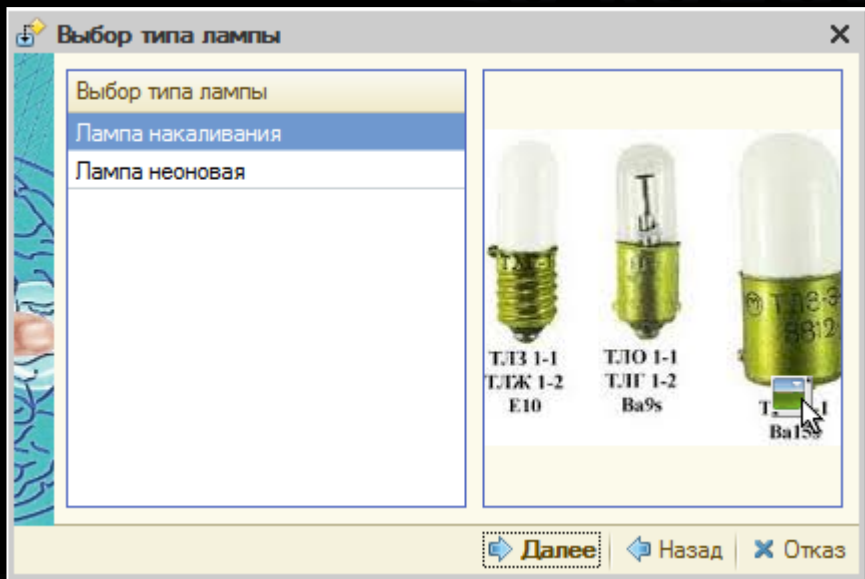 Выбор типа лампы
Выбор типа лампы
Лампа накаливания
Лампа неоновая
ТЛЗ 1-1
ТЛЖ 1-2
E10
ТЛО 1-1
ТЛГ 1-2
Ba9s
8812
Далее
Назад
Отказ